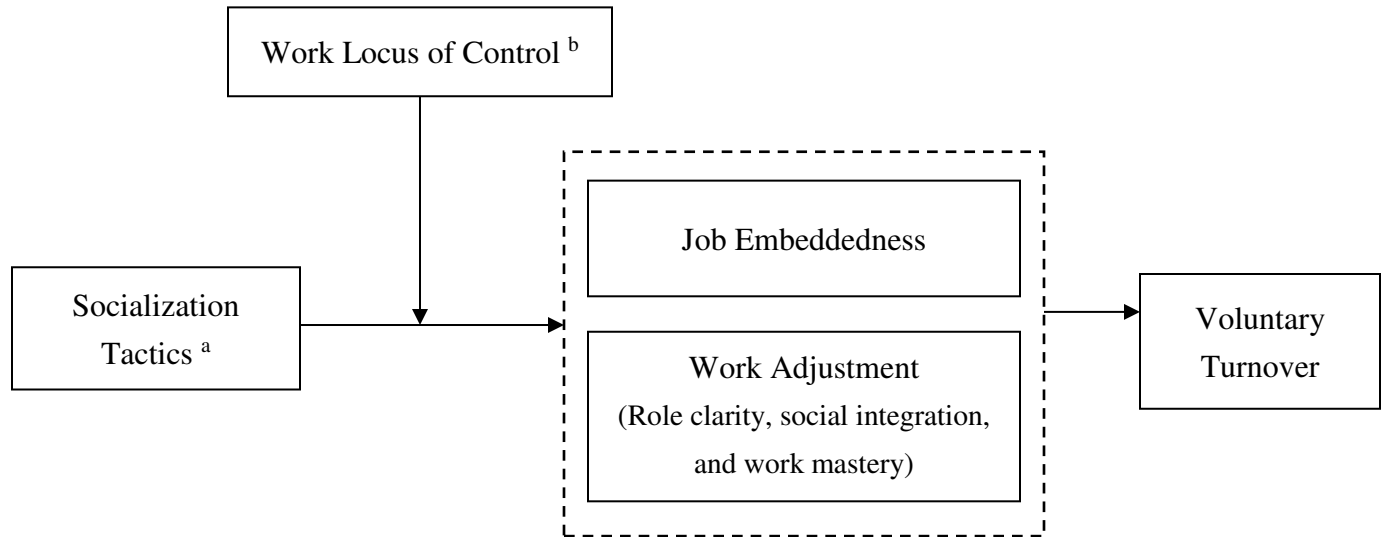 Work Locus of Control b
Job Embeddedness
Socialization
Tactics a
Work Adjustment
(Role clarity, social integration,
and work mastery)
Voluntary
Turnover